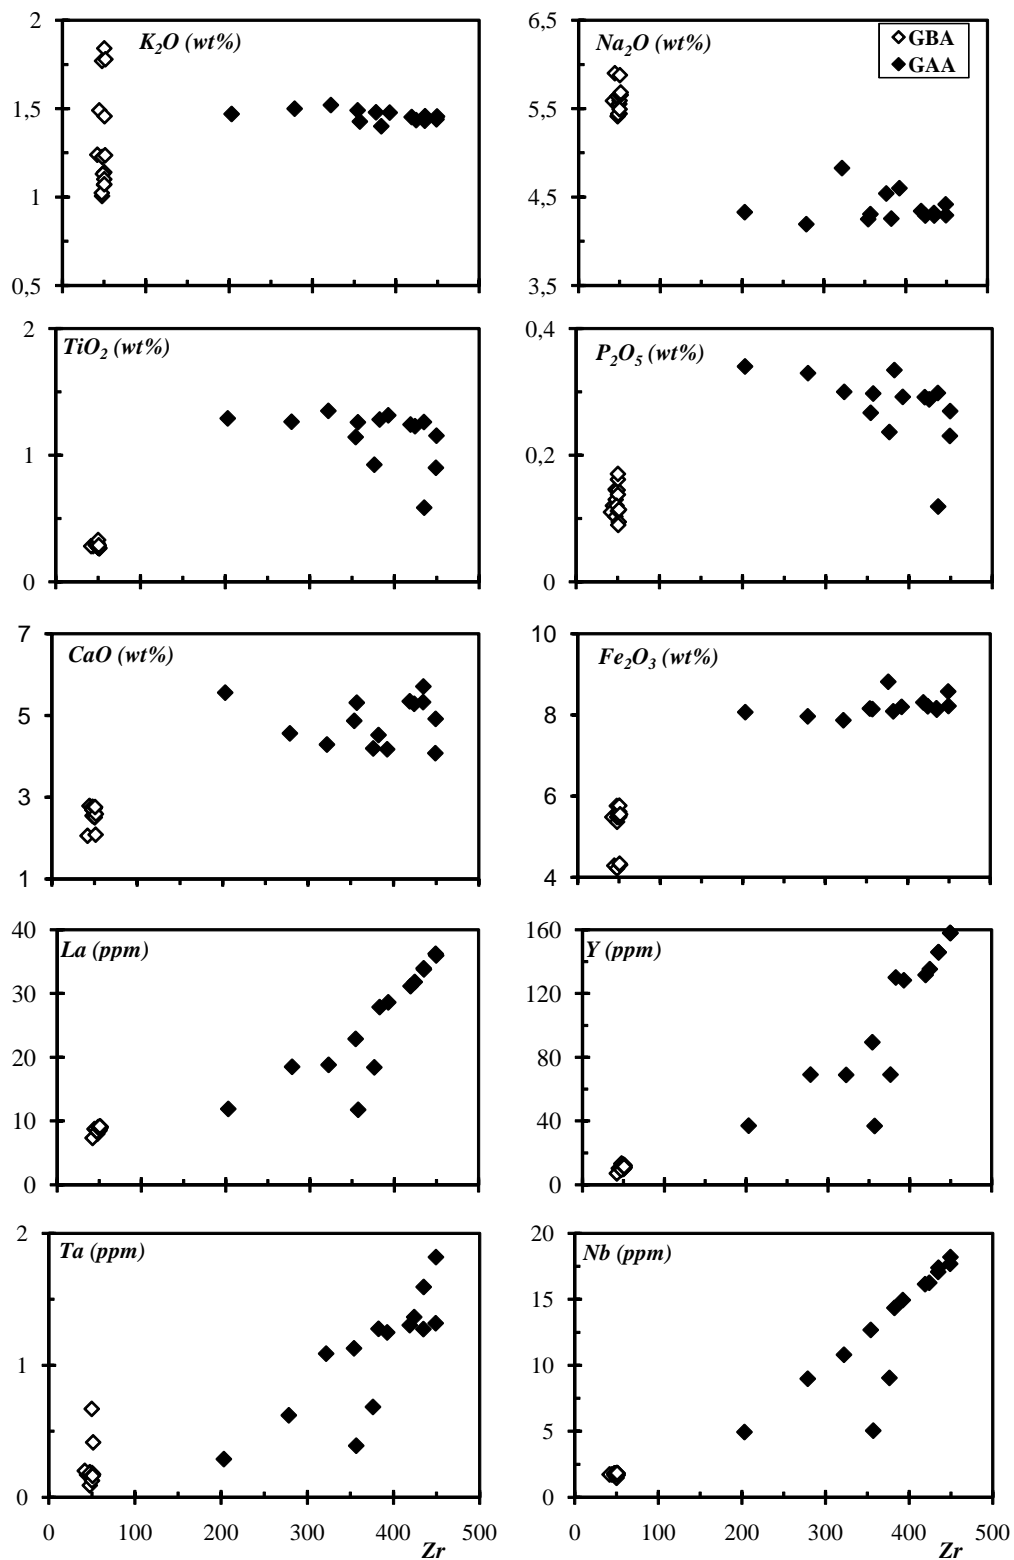 K₂O (wt%)
2
1,5
1
0,5
Na₂O (wt%)
GBA
GAA
6,5
5,5
4,5
3,5
TiO₂ (wt%)
2
1
0
P₂O₅ (wt%)
0,4
0,2
0
CaO (wt%)
7
5
3
1
Fe₂O₃ (wt%)
10
8
6
4
La (ppm)
40
30
20
10
0
Y (ppm)
160
120
80
40
0
Ta (ppm)
2
1
0
0 100 200 300 400 500
Zr
Nb (ppm)
20
15
10
5
0
0 100 200 300 400 500
Zr